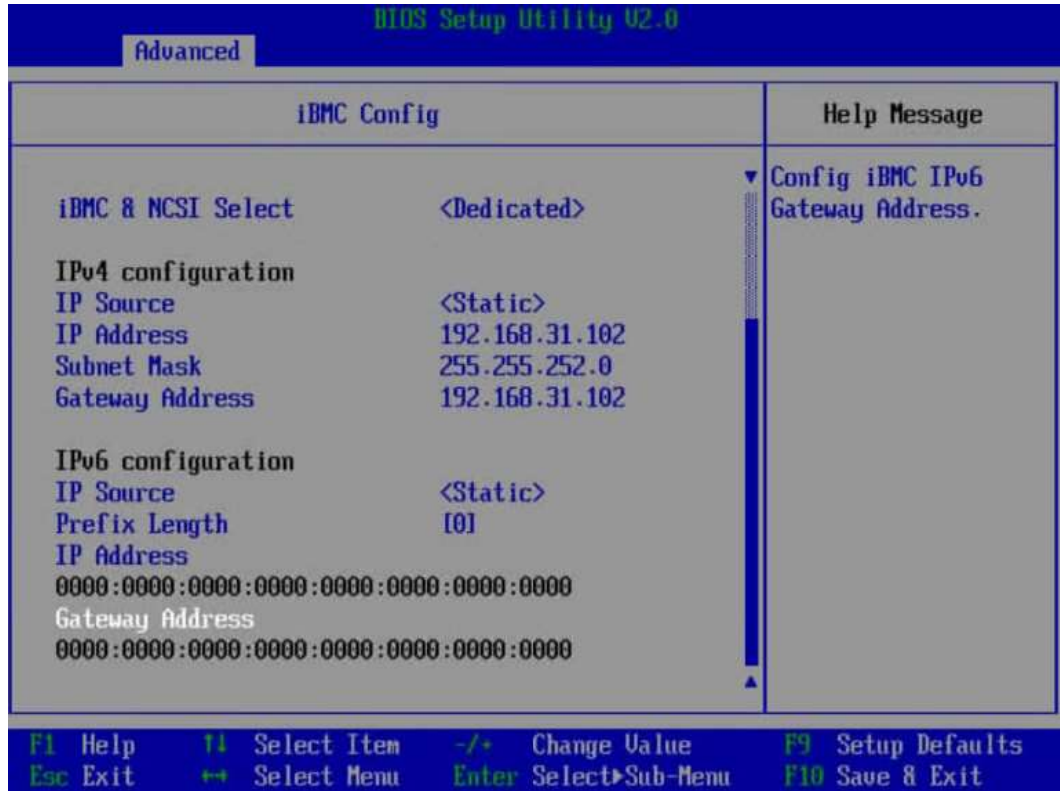 BIOS Setup Utility V2.0
Advanced
iBMC Config
iBMC & NCSI Select <Dedicated>
IPv4 configuration
IP Source <Static>
IP Address 192.168.31.102
Subnet Mask 255.255.252.0
Gateway Address 192.168.31.102
IPv6 configuration
IP Source <Static>
Prefix Length [0]
IP Address
0000:0000:0000:0000:0000:0000:0000:0000
Gateway Address
0000:0000:0000:0000:0000:0000:0000:0000
Help Message
Config iBMC IPv6
Gateway Address.
F1 Help ↑↓ Select Item -/+ Change Value F9 Setup Defaults
Esc Exit ←→ Select Menu Enter Select▶Sub-Menu F10 Save & Exit